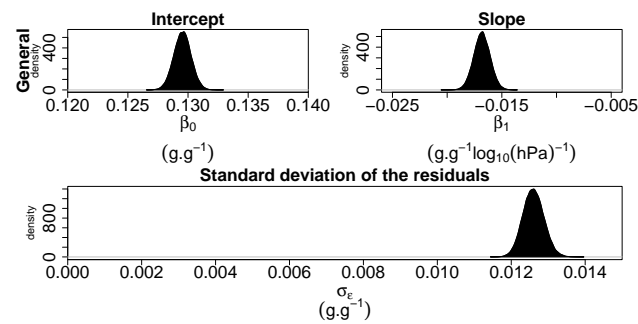 Intercept
General
density
0 400
0.120 0.125 0.130 0.135 0.140
β0
(g.g−1)
Slope
density
0 400
−0.025 −0.015 −0.005
β1
(g.g−1log10(hPa)−1)
Standard deviation of the residuals
density
0 800
0.000 0.002 0.004 0.006 0.008 0.010 0.012 0.014
σε
(g.g−1)